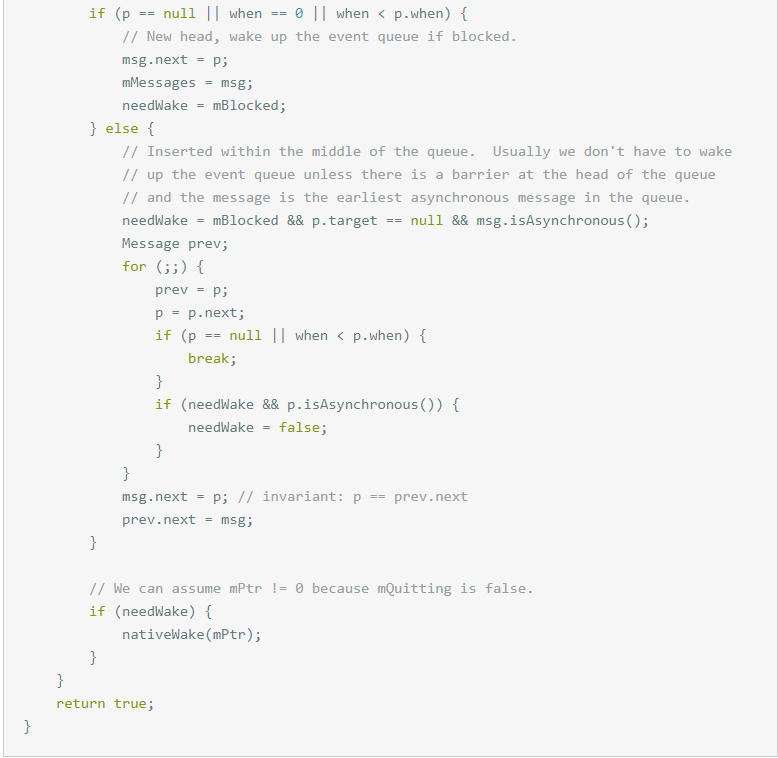 if (p == null || when == 0 || when < p.when) {
// New head, wake up the event queue if blocked.
msg.next = p;
mMessages = msg;
needWake = mBlocked;
} else {
// Inserted within the middle of the queue.  Usually we don't have to wake
// up the event queue unless there is a barrier at the head of the queue
// and the message is the earliest asynchronous message in the queue.
needWake = mBlocked && p.target == null && msg.isAsynchronous();
Message prev;
for (;;) {
prev = p;
p = p.next;
if (p == null || when < p.when) {
break;
}
if (needWake && p.isAsynchronous()) {
needWake = false;
}
}
msg.next = p; // invariant: p == prev.next
prev.next = msg;
}
// We can assume mPtr != 0 because mQuitting is false.
if (needWake) {
nativeWake(mPtr);
}
}
return true;
}